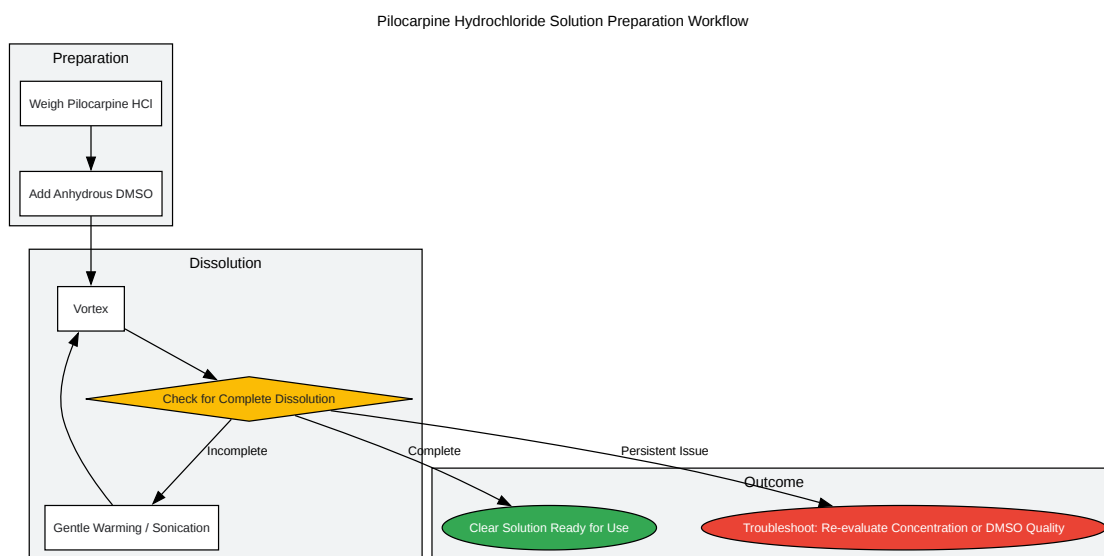 Pilocarpine Hydrochloride Solution Preparation Workflow
Preparation
Weigh Pilocarpine HCl
Add Anhydrous DMSO
Dissolution
Vortex
Check for Complete Dissolution
Incomplete
Complete
Persistent Issue
Gentle Warming / Sonication
Outcome
Clear Solution Ready for Use
Troubleshoot: Re-evaluate Concentration or DMSO Quality